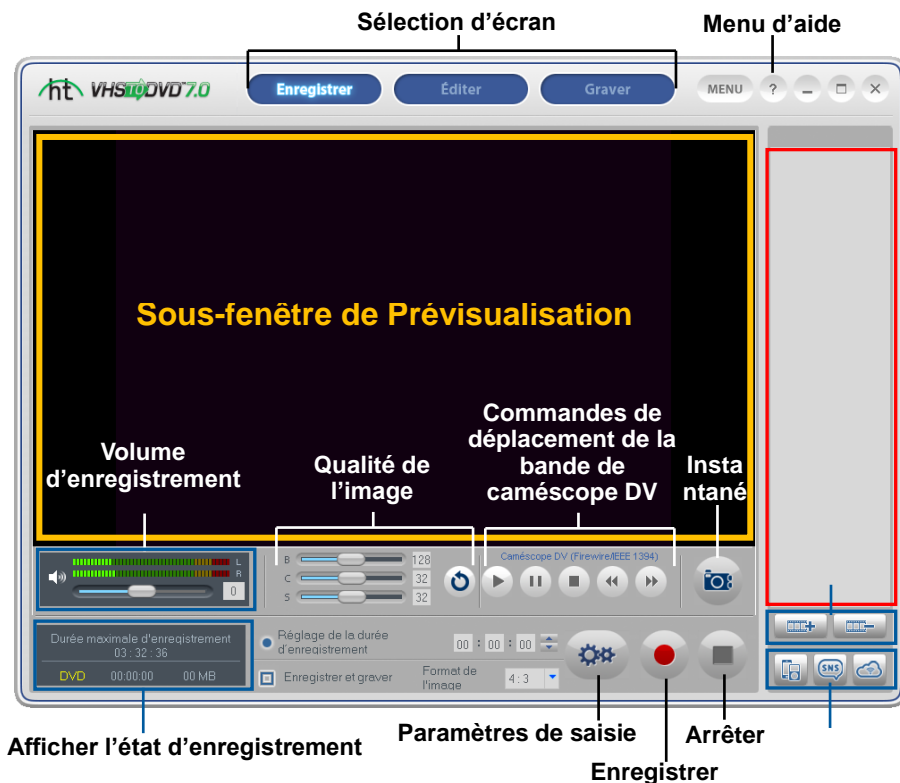 Sélection d’écran
Menu d’aide
ht VHSTODVD 7.0
Enregistrer
Éditer
Graver
MENU
?
Sous-fenêtre de Prévisualisation
Volume
d’enregistrement
Qualité de
l’image
Commandes de
déplacement de la
bande de
caméscope DV
Insta
ntané
L
R
0
B
128
C
32
S
32
Caméscope DV (Firewire/IEEE 1394)
Durée maximale d'enregistrement
03 : 32 : 36
DVD 00:00:00 00 MB
Réglage de la durée
d'enregistrement
00 : 00 : 00
Enregistrer et graver
Format de
l'image
4 : 3
SNS
Afficher l’état d’enregistrement
Paramètres de saisie
Enregistrer
Arrêter